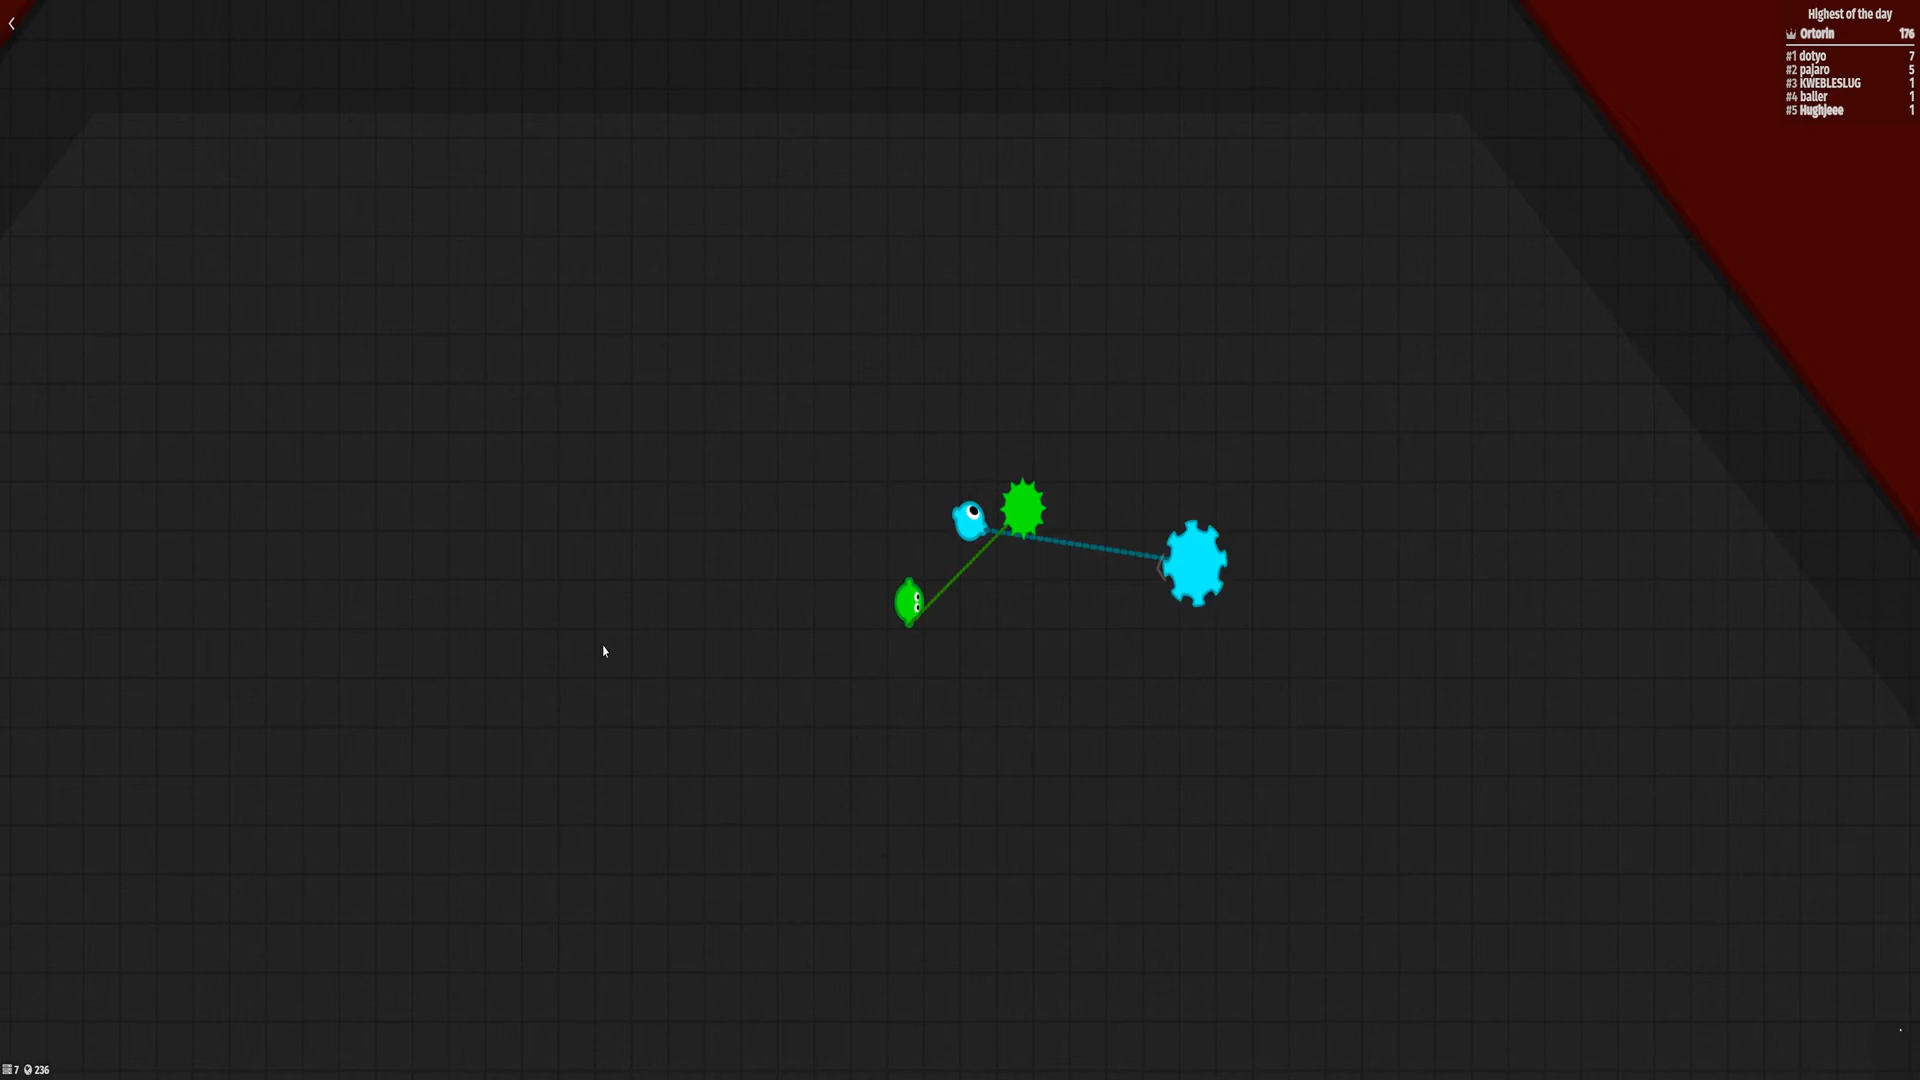 Highest of the day
Ortorin 176
#1 dotyo 7
#2 pajaro 5
#3 KWEBLESLUG 1
#4 baller 1
#5 Hughjeee 1
7 236